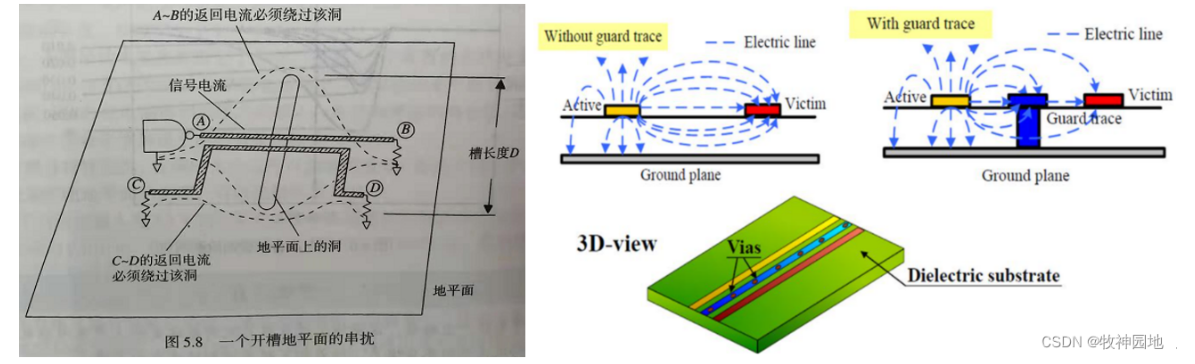 A~B的返回电流必须绕过该洞
信号电流
A
B
槽长度D
C
D
C~D的返回电流
必须绕过该洞
地平面上的洞
地平面
图 5.8 一个开槽地平面的串扰
Without guard trace
Electric line
Active
Victim
Ground plane
With guard trace
Electric line
Active
Victim
Guard trace
Ground plane
3D-view
Vias
Dielectric substrate
CSDN @牧神园地